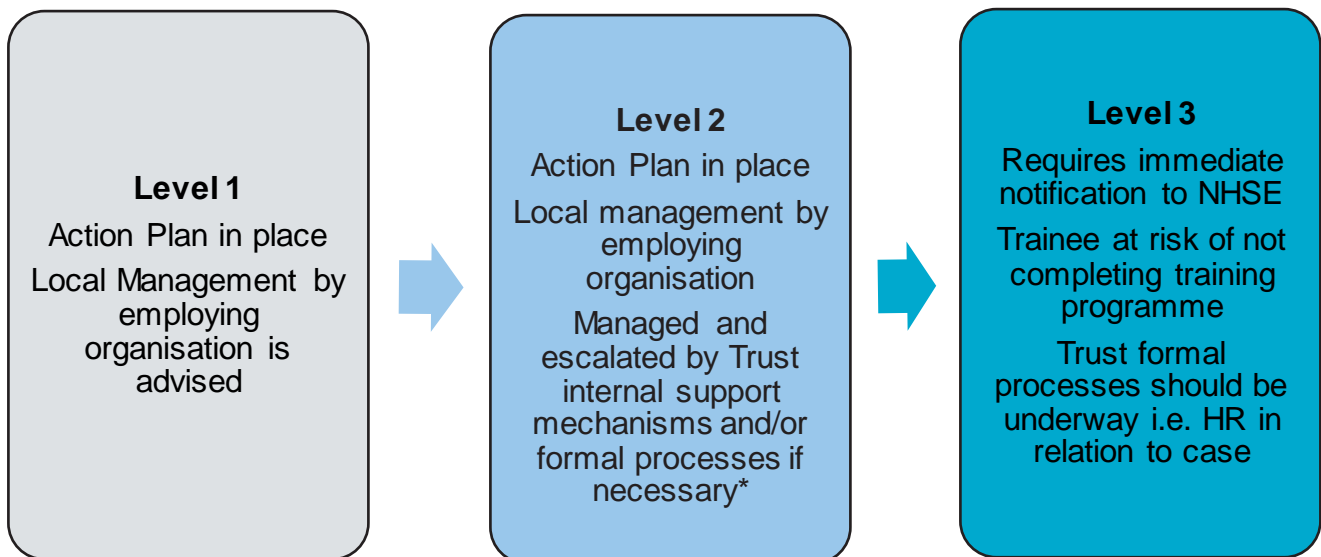 Level 1
Action Plan in place
Local Management by
employing
organisation is
advised
Level 2
Action Plan in place
Local management by
employing
organisation
Managed and
escalated by Trust
internal support
mechanisms and/or
formal processes if
necessary*
Level 3
Requires immediate
notification to NHSE
Trainee at risk of not
completing training
programme
Trust formal
processes should be
underway i.e. HR in
relation to case